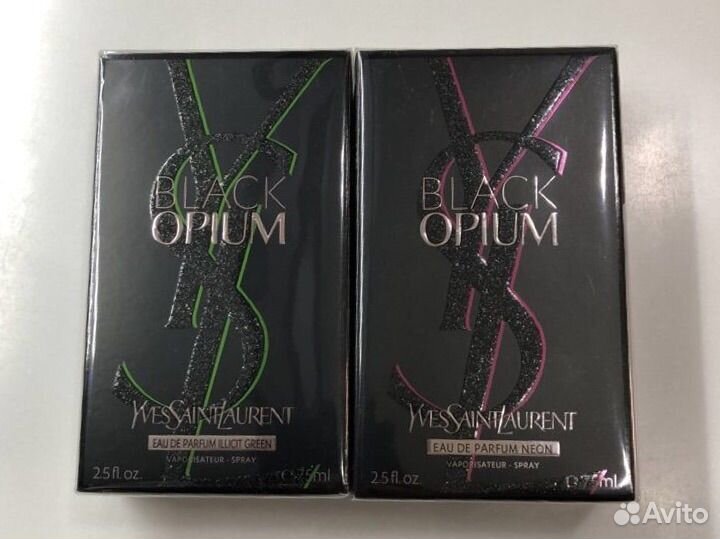 BLACK
OPIUM
YVESSAINTLAURENT
EAU DE PARFUM ILLIOT GREEN
VAPORISATEUR - SPRAY
2.5 fl. oz. ℮ 75ml
BLACK
OPIUM
YVESSAINTLAURENT
EAU DE PARFUM NEON
VAPORISATEUR - SPRAY
2.5 fl. oz. ℮ 75ml
Avito